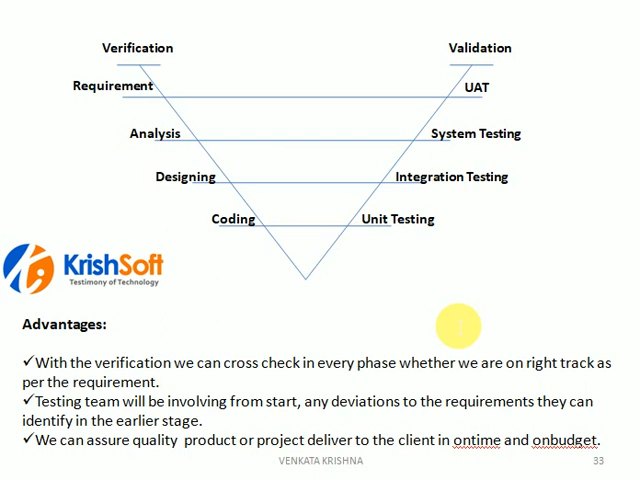 Verification Validation
Requirement UAT
Analysis System Testing
Designing Integration Testing
Coding Unit Testing
KrishSoft
Testimony of Technology
Advantages:
✓With the verification we can cross check in every phase whether we are on right track as
per the requirement.
✓Testing team will be involving from start, any deviations to the requirements they can
identify in the earlier stage.
✓We can assure quality product or project deliver to the client in ontime and onbudget.
VENKATA KRISHNA 33